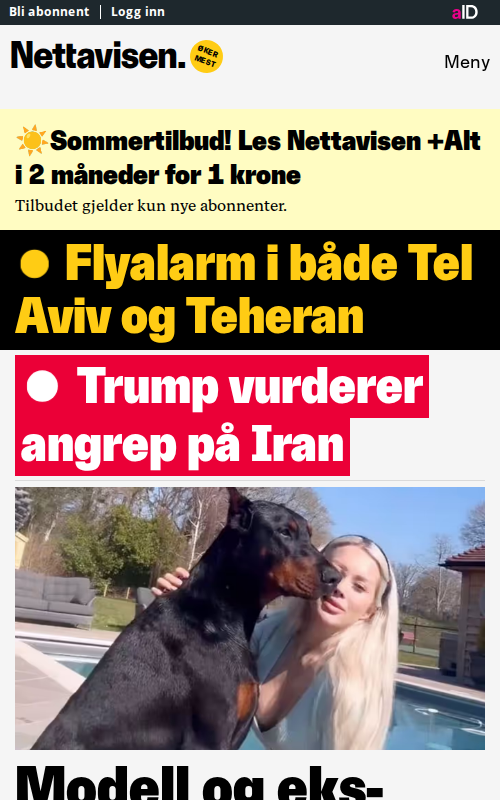 Bli abonnent | Logg inn
aID
Nettavisen.
ØKER
MEST
Meny
☀️Sommertilbud! Les Nettavisen +Alt
i 2 måneder for 1 krone
Tilbudet gjelder kun nye abonnenter.
Flyalarm i både Tel
Aviv og Teheran
Trump vurderer
angrep på Iran
Modell og eks-